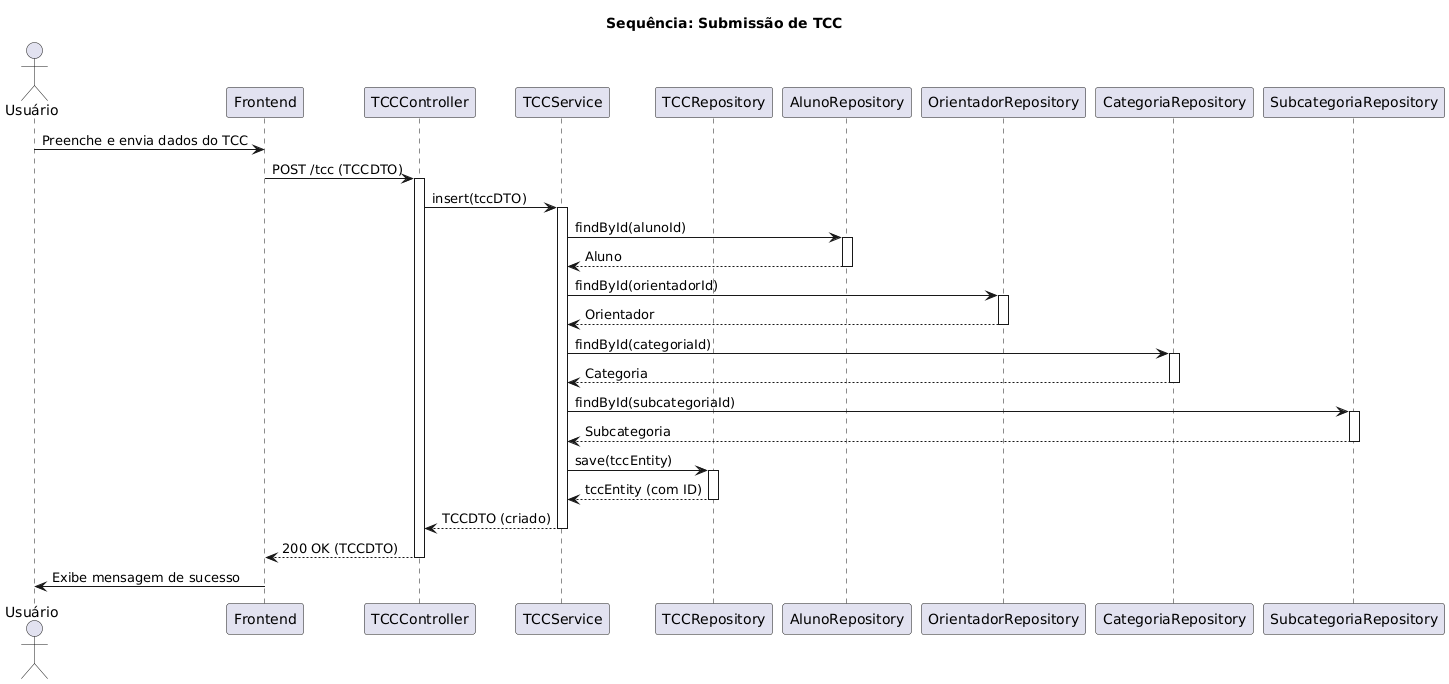 Sequência: Submissão de TCC
Usuário
Frontend
TCCController
TCCService
TCCRepository
AlunoRepository
OrientadorRepository
CategoriaRepository
SubcategoriaRepository
Preenche e envia dados do TCC
POST /tcc (TCCDTO)
insert(tccDTO)
findById(alunoId)
Aluno
findById(orientadorId)
Orientador
findById(categoriaId)
Categoria
findById(subcategoriaId)
Subcategoria
save(tccEntity)
tccEntity (com ID)
TCCDTO (criado)
200 OK (TCCDTO)
Exibe mensagem de sucesso
Usuário
Frontend
TCCController
TCCService
TCCRepository
AlunoRepository
OrientadorRepository
CategoriaRepository
SubcategoriaRepository